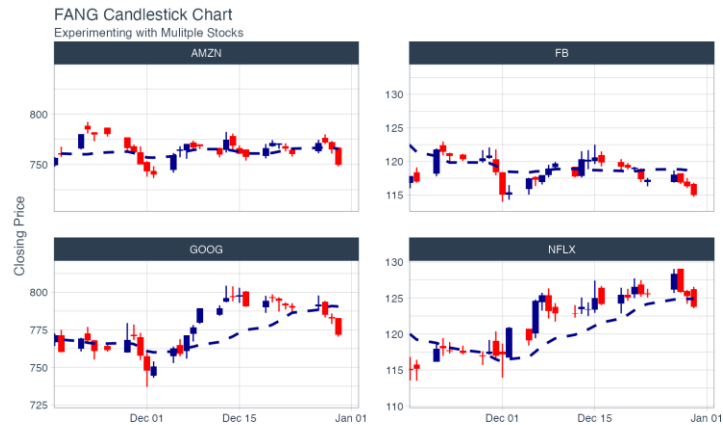 FANG Candlestick Chart
Experimenting with Mulitple Stocks
AMZN
FB
800
750
130
125
120
115
Closing Price
GOOG
NFLX
800
775
750
725
130
125
120
115
110
Dec 01
Dec 15
Jan 01
Dec 01
Dec 15
Jan 01